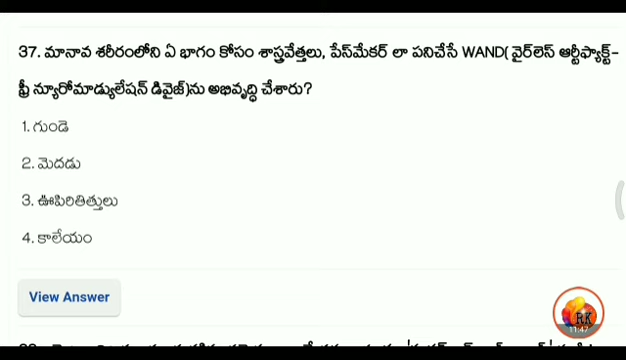 37. మానవ శరీరంలోని ఏ భాగం కోసం శాస్త్రవేత్తలు, పేస్‌మేకర్ లా పనిచేసే WAND( వైర్‌లెస్ ఆర్టిఫ్యాక్ట్-
ఫ్రీ న్యూరోమాడ్యులేషన్ డివైజ్)ను అభివృద్ధి చేశారు?
1. గుండె
2. మెదడు
3. ఊపిరితిత్తులు
4. కాలేయం
View Answer
RK
11:47